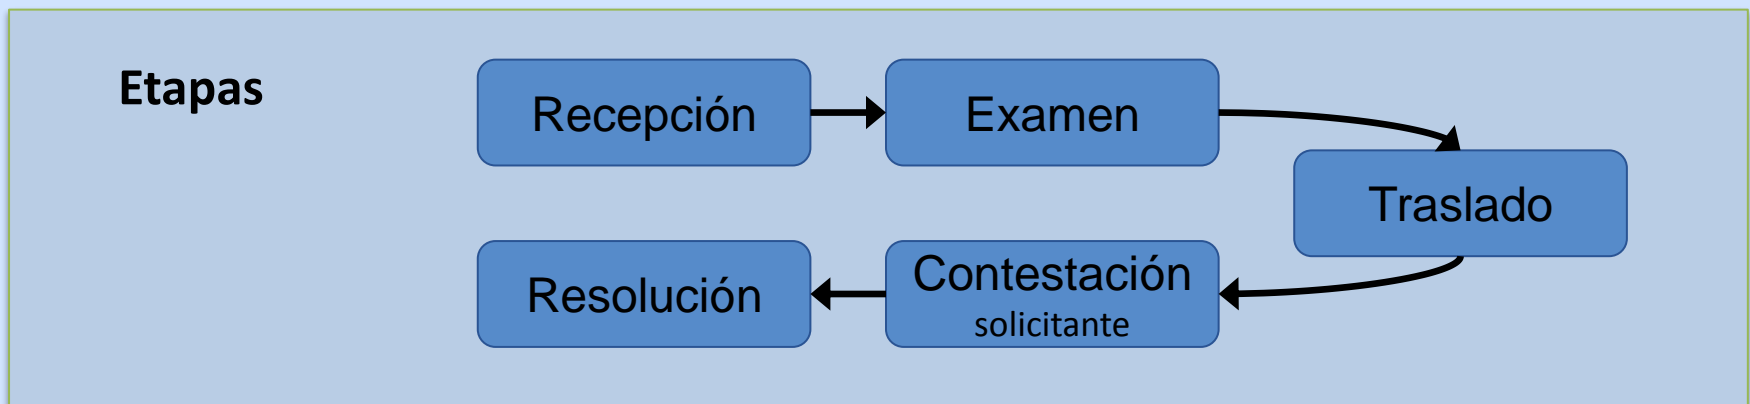 Etapas
Recepción
Examen
Traslado
Contestación
solicitante
Resolución